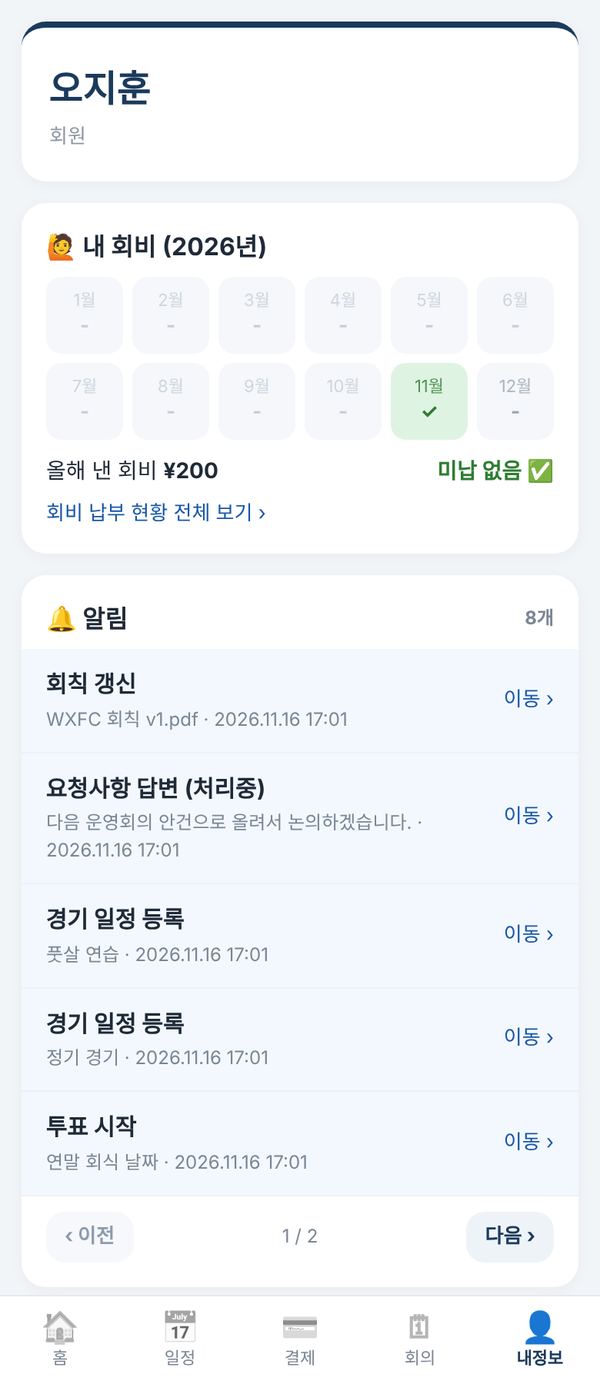 오지훈
회원
🙋 내 회비 (2026년)
1월 2월 3월 4월 5월 6월
- - - - - -
7월 8월 9월 10월 11월 12월
- - - - ✓ -
올해 낸 회비 ¥200 미납 없음 ✅
회비 납부 현황 전체 보기 ›
🔔 알림 8개
회칙 갱신
이동 ›
WXFC 회칙 v1.pdf · 2026.11.16 17:01
요청사항 답변 (처리중)
다음 운영회의 안건으로 올려서 논의하겠습니다. ·
이동 ›
2026.11.16 17:01
경기 일정 등록
이동 ›
풋살 연습 · 2026.11.16 17:01
경기 일정 등록
이동 ›
정기 경기 · 2026.11.16 17:01
투표 시작
이동 ›
연말 회식 날짜 · 2026.11.16 17:01
‹ 이전 1 / 2 다음 ›
July
17
홈 일정 결제 회의 내정보